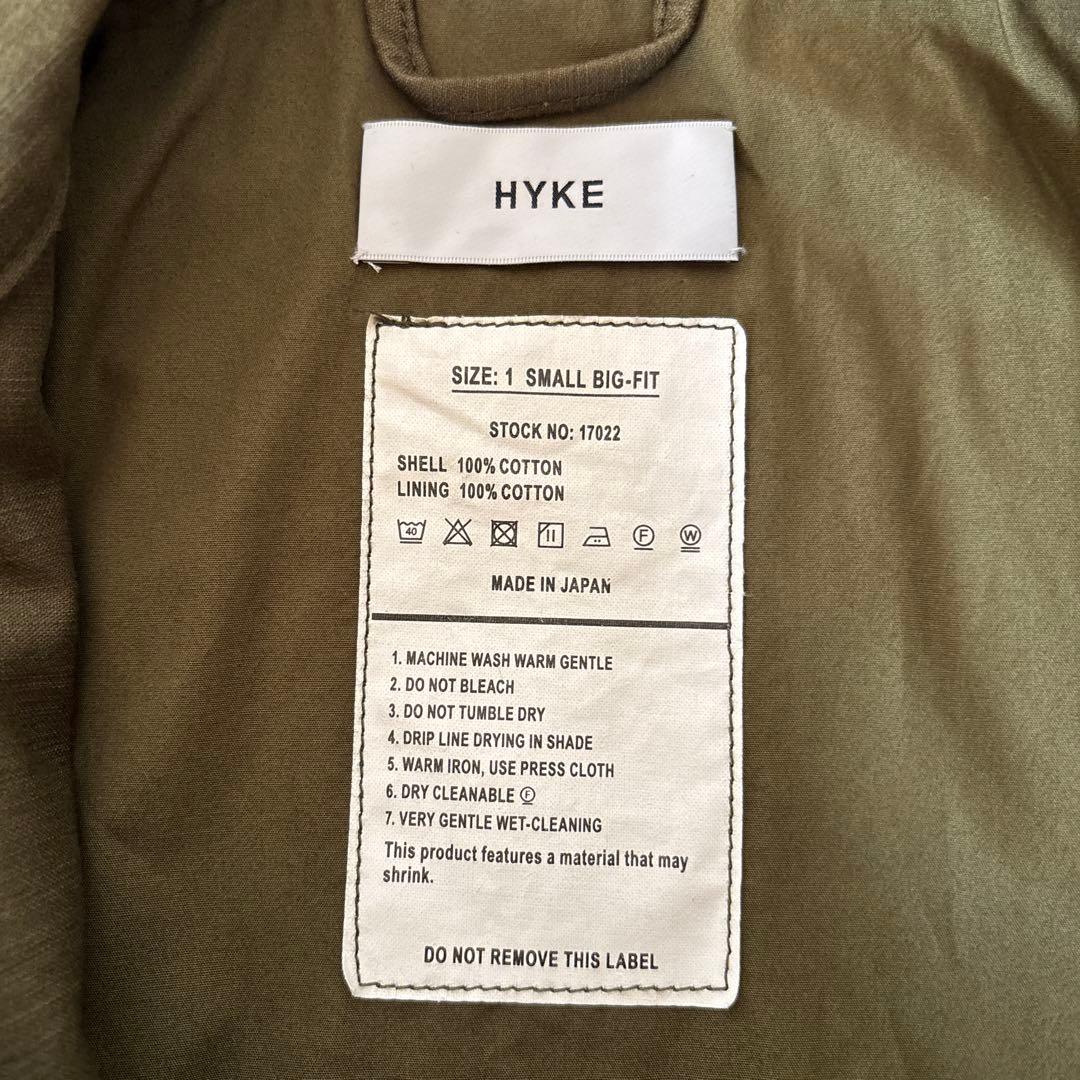 HYKE
SIZE: 1 SMALL BIG-FIT
STOCK NO: 17022
SHELL 100% COTTON
LINING 100% COTTON
40 F W
MADE IN JAPAN
1. MACHINE WASH WARM GENTLE
2. DO NOT BLEACH
3. DO NOT TUMBLE DRY
4. DRIP LINE DRYING IN SHADE
5. WARM IRON, USE PRESS CLOTH
6. DRY CLEANABLE Ⓕ
7. VERY GENTLE WET-CLEANING
This product features a material that may
shrink.
DO NOT REMOVE THIS LABEL